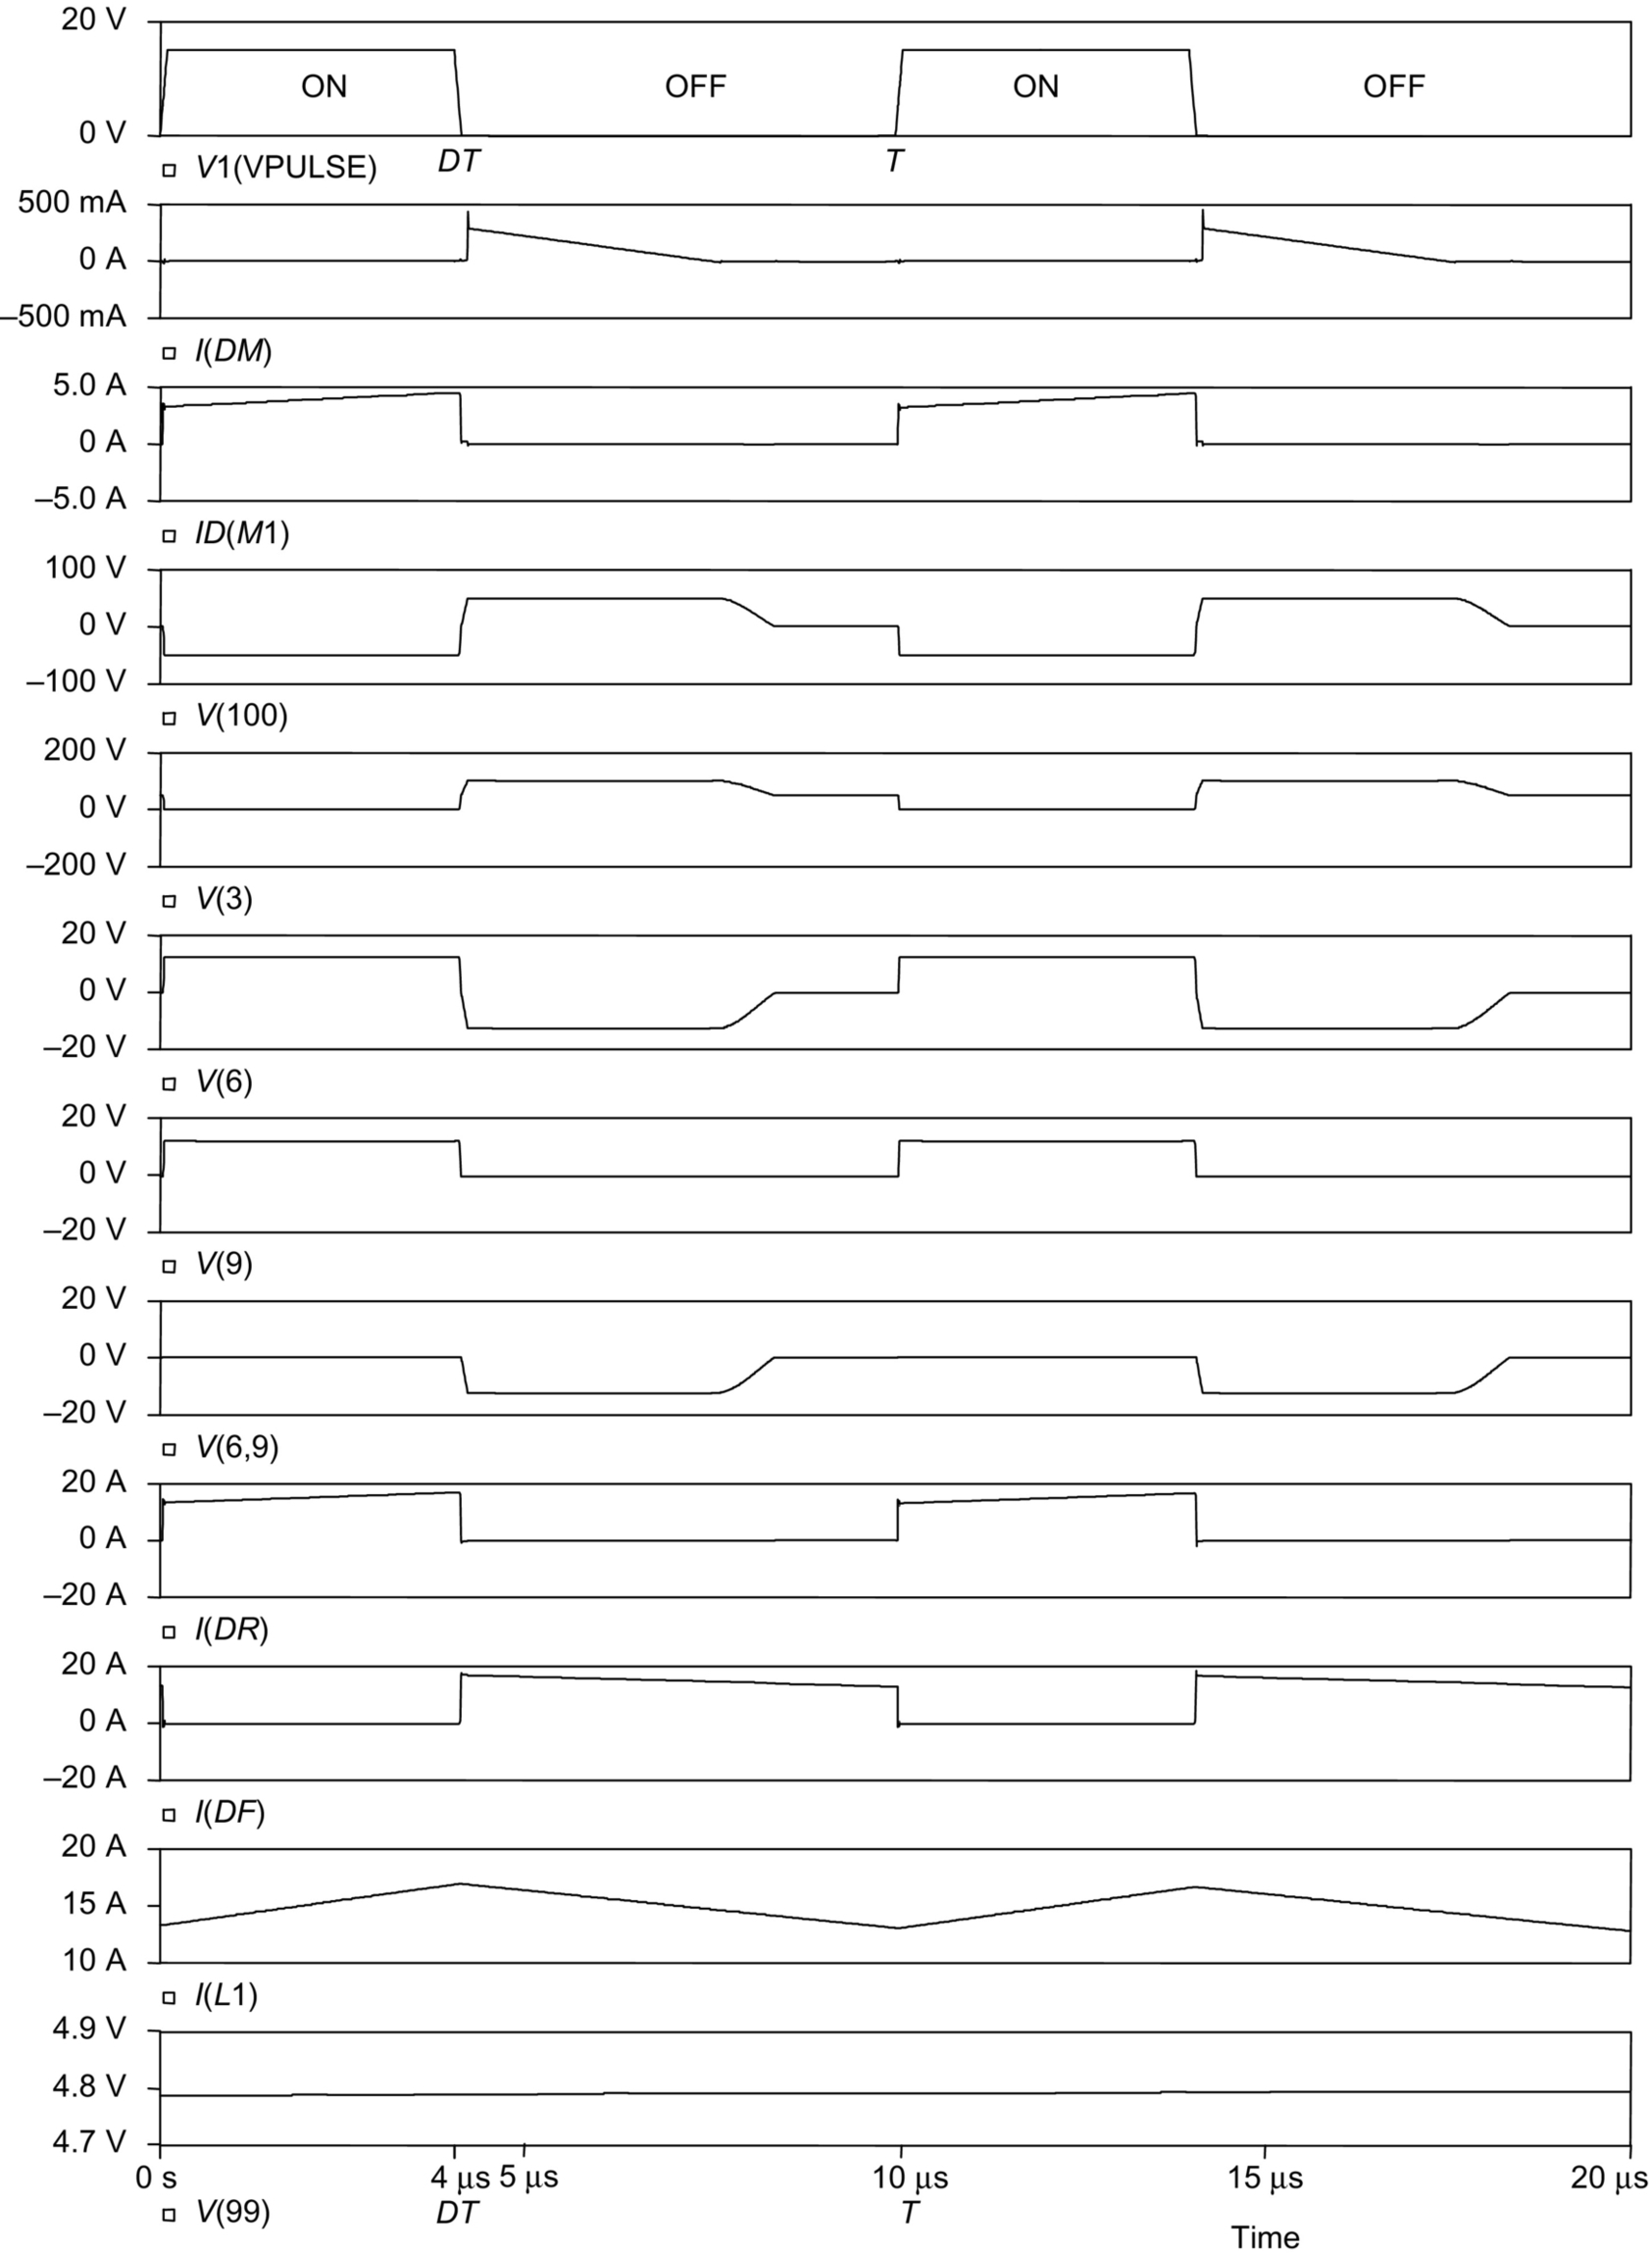 20 V
ON OFF ON OFF
0 V
DT T
V1(VPULSE)
500 mA
0 A
–500 mA
I(DM)
5.0 A
0 A
–5.0 A
ID(M1)
100 V
0 V
–100 V
V(100)
200 V
0 V
–200 V
V(3)
20 V
0 V
–20 V
V(6)
20 V
0 V
–20 V
V(9)
20 V
0 V
–20 V
V(6,9)
20 A
0 A
–20 A
I(DR)
20 A
0 A
–20 A
I(DF)
20 A
15 A
10 A
I(L1)
4.9 V
4.8 V
4.7 V
0 s 4 μs 5 μs 10 μs 15 μs 20 μs
V(99) DT T
Time